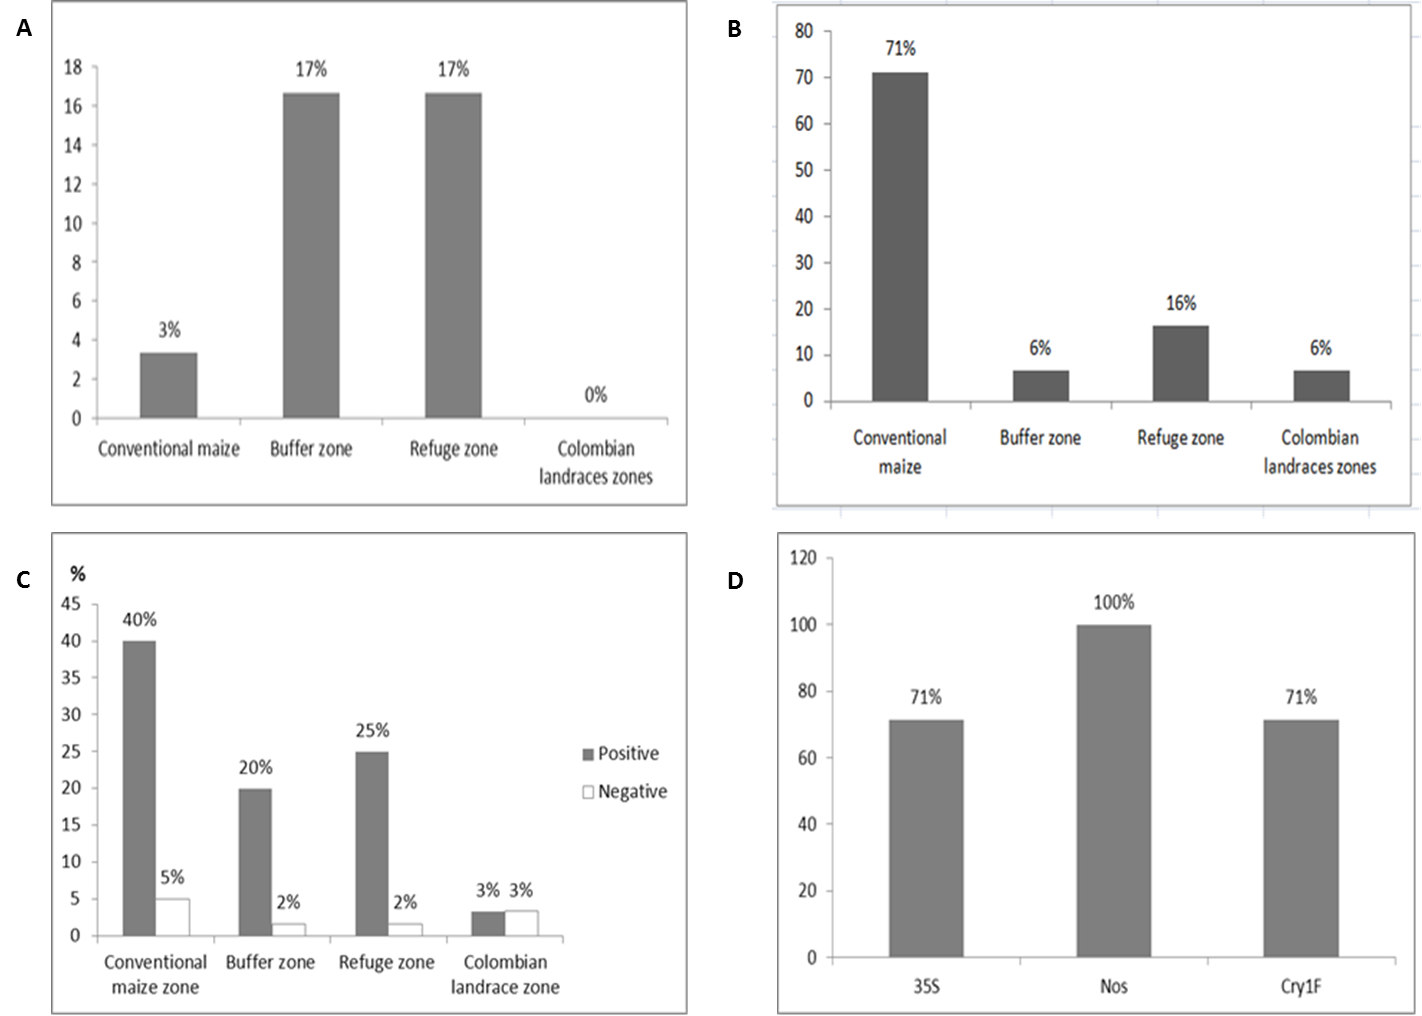 A
18
16
14
12
10
8
6
4
2
0
3%
17%
17%
0%
Conventional maize
Buffer zone
Refuge zone
Colombian
landraces zones
B
80
70
60
50
40
30
20
10
0
71%
6%
16%
6%
Conventional
maize
Buffer zone
Refuge zone
Colombian
landraces zones
C
%
45
40
35
30
25
20
15
10
5
0
40%
5%
20%
2%
25%
2%
3%
3%
Conventional
maize zone
Buffer zone
Refuge zone
Colombian
landrace zone
Positive
Negative
D
120
100
80
60
40
20
0
71%
100%
71%
35S
Nos
Cry1F